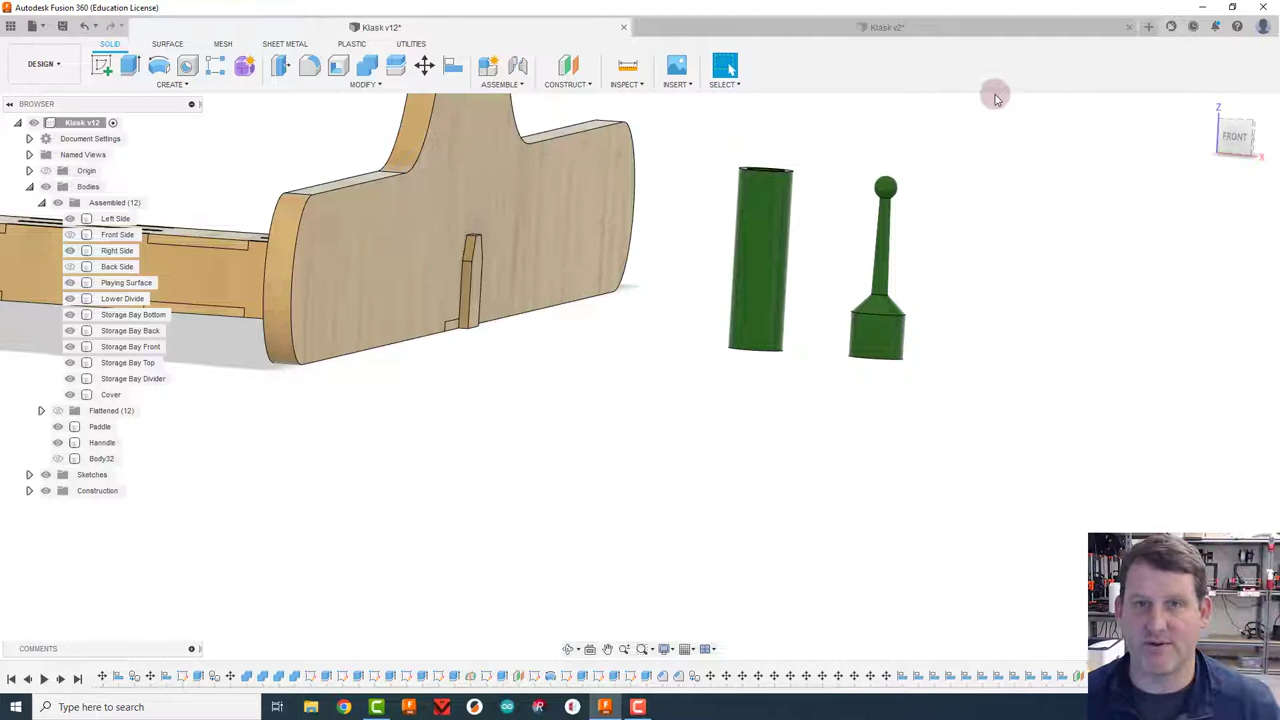 Autodesk Fusion 360 (Education License)
Klask v12*
Klask v2*
DESIGN
SOLID
SURFACE
MESH
SHEET METAL
PLASTIC
UTILITIES
CREATE
MODIFY
ASSEMBLE
CONSTRUCT
INSPECT
INSERT
SELECT
BROWSER
Klask v12
Document Settings
Named Views
Origin
Bodies
Assembled (12)
Left Side
Front Side
Right Side
Back Side
Playing Surface
Lower Divide
Storage Bay Bottom
Storage Bay Back
Storage Bay Front
Storage Bay Top
Storage Bay Divider
Cover
Flattened (12)
Paddle
Hanndle
Body32
Sketches
Construction
Z
FRONT
X
COMMENTS
Type here to search